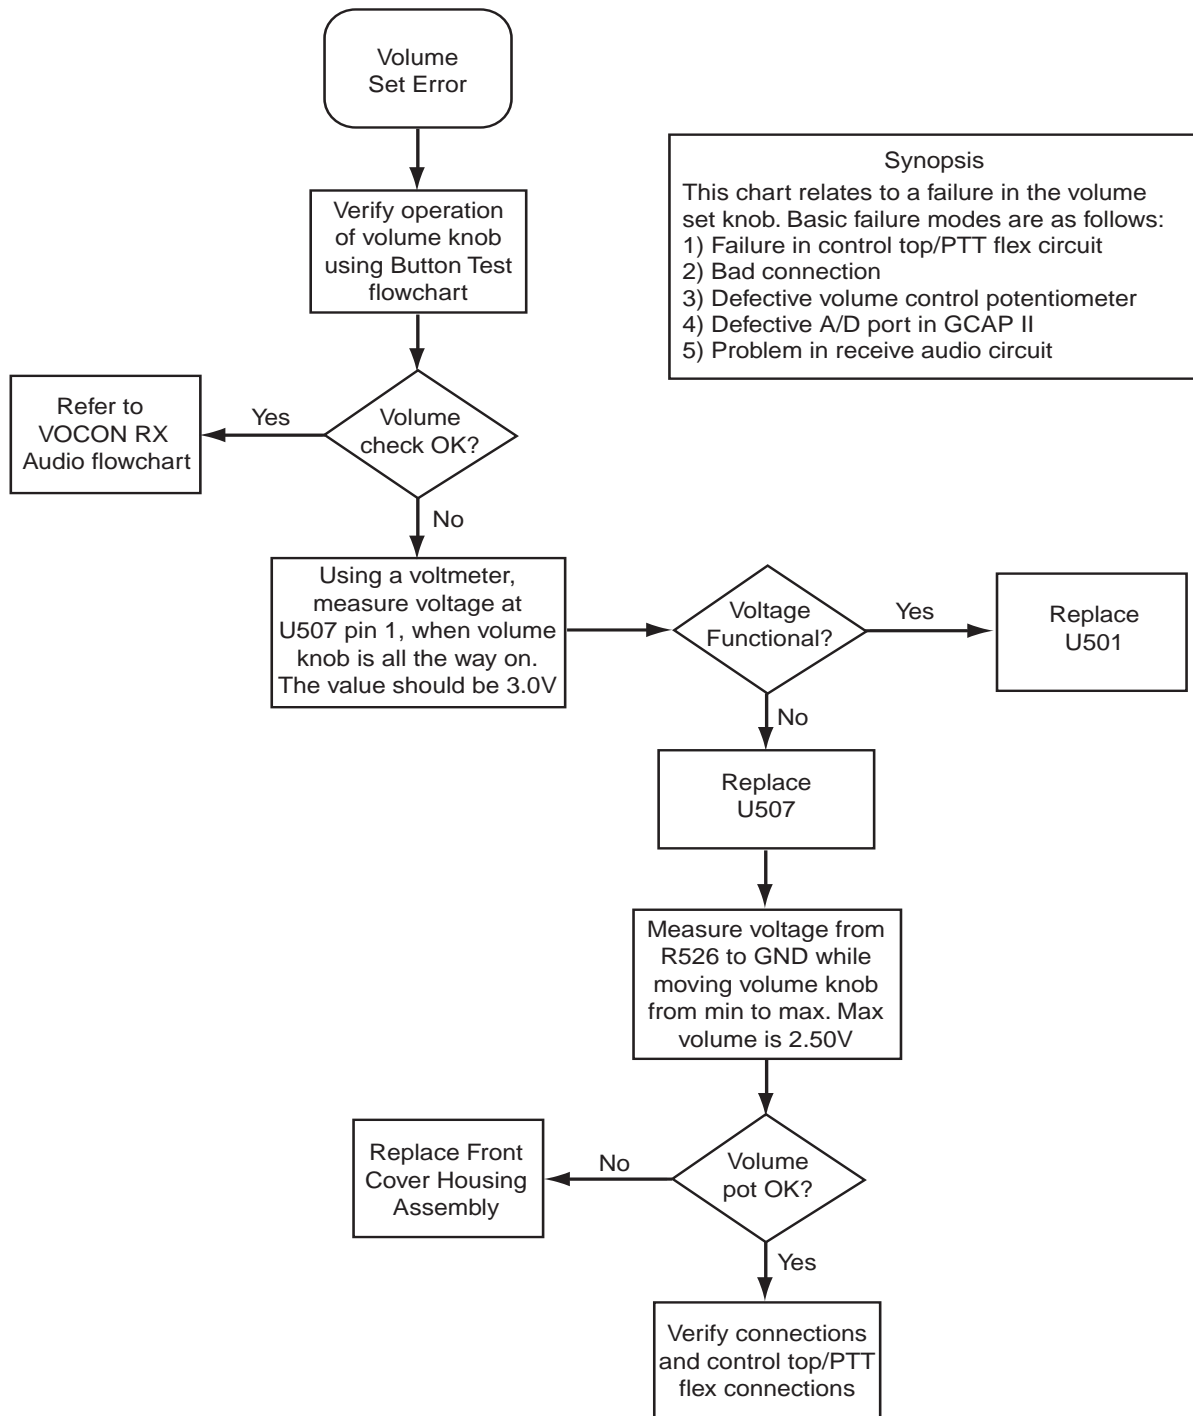 Volume
Set Error
Synopsis
This chart relates to a failure in the volume
set knob. Basic failure modes are as follows:
1) Failure in control top/PTT flex circuit
2) Bad connection
3) Defective volume control potentiometer
4) Defective A/D port in GCAP II
5) Problem in receive audio circuit
Verify operation
of volume knob
using Button Test
flowchart
Volume
check OK?
Yes
Refer to
VOCON RX
Audio flowchart
No
Using a voltmeter,
measure voltage at
U507 pin 1, when volume
knob is all the way on.
The value should be 3.0V
Voltage
Functional?
Yes
Replace
U501
No
Replace
U507
Measure voltage from
R526 to GND while
moving volume knob
from min to max. Max
volume is 2.50V
Volume
pot OK?
No
Replace Front
Cover Housing
Assembly
Yes
Verify connections
and control top/PTT
flex connections